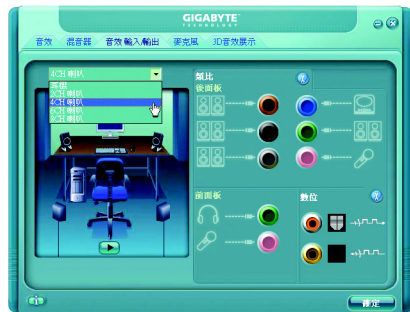 GIGABYTE
TECHNOLOGY
音效 混音器 音效輸入/輸出 麥克風 3D音效展示
4CH 喇叭
耳機
2CH 喇叭
4CH 喇叭
6CH 喇叭
8CH 喇叭
類比
後面板
前面板
數位
確定